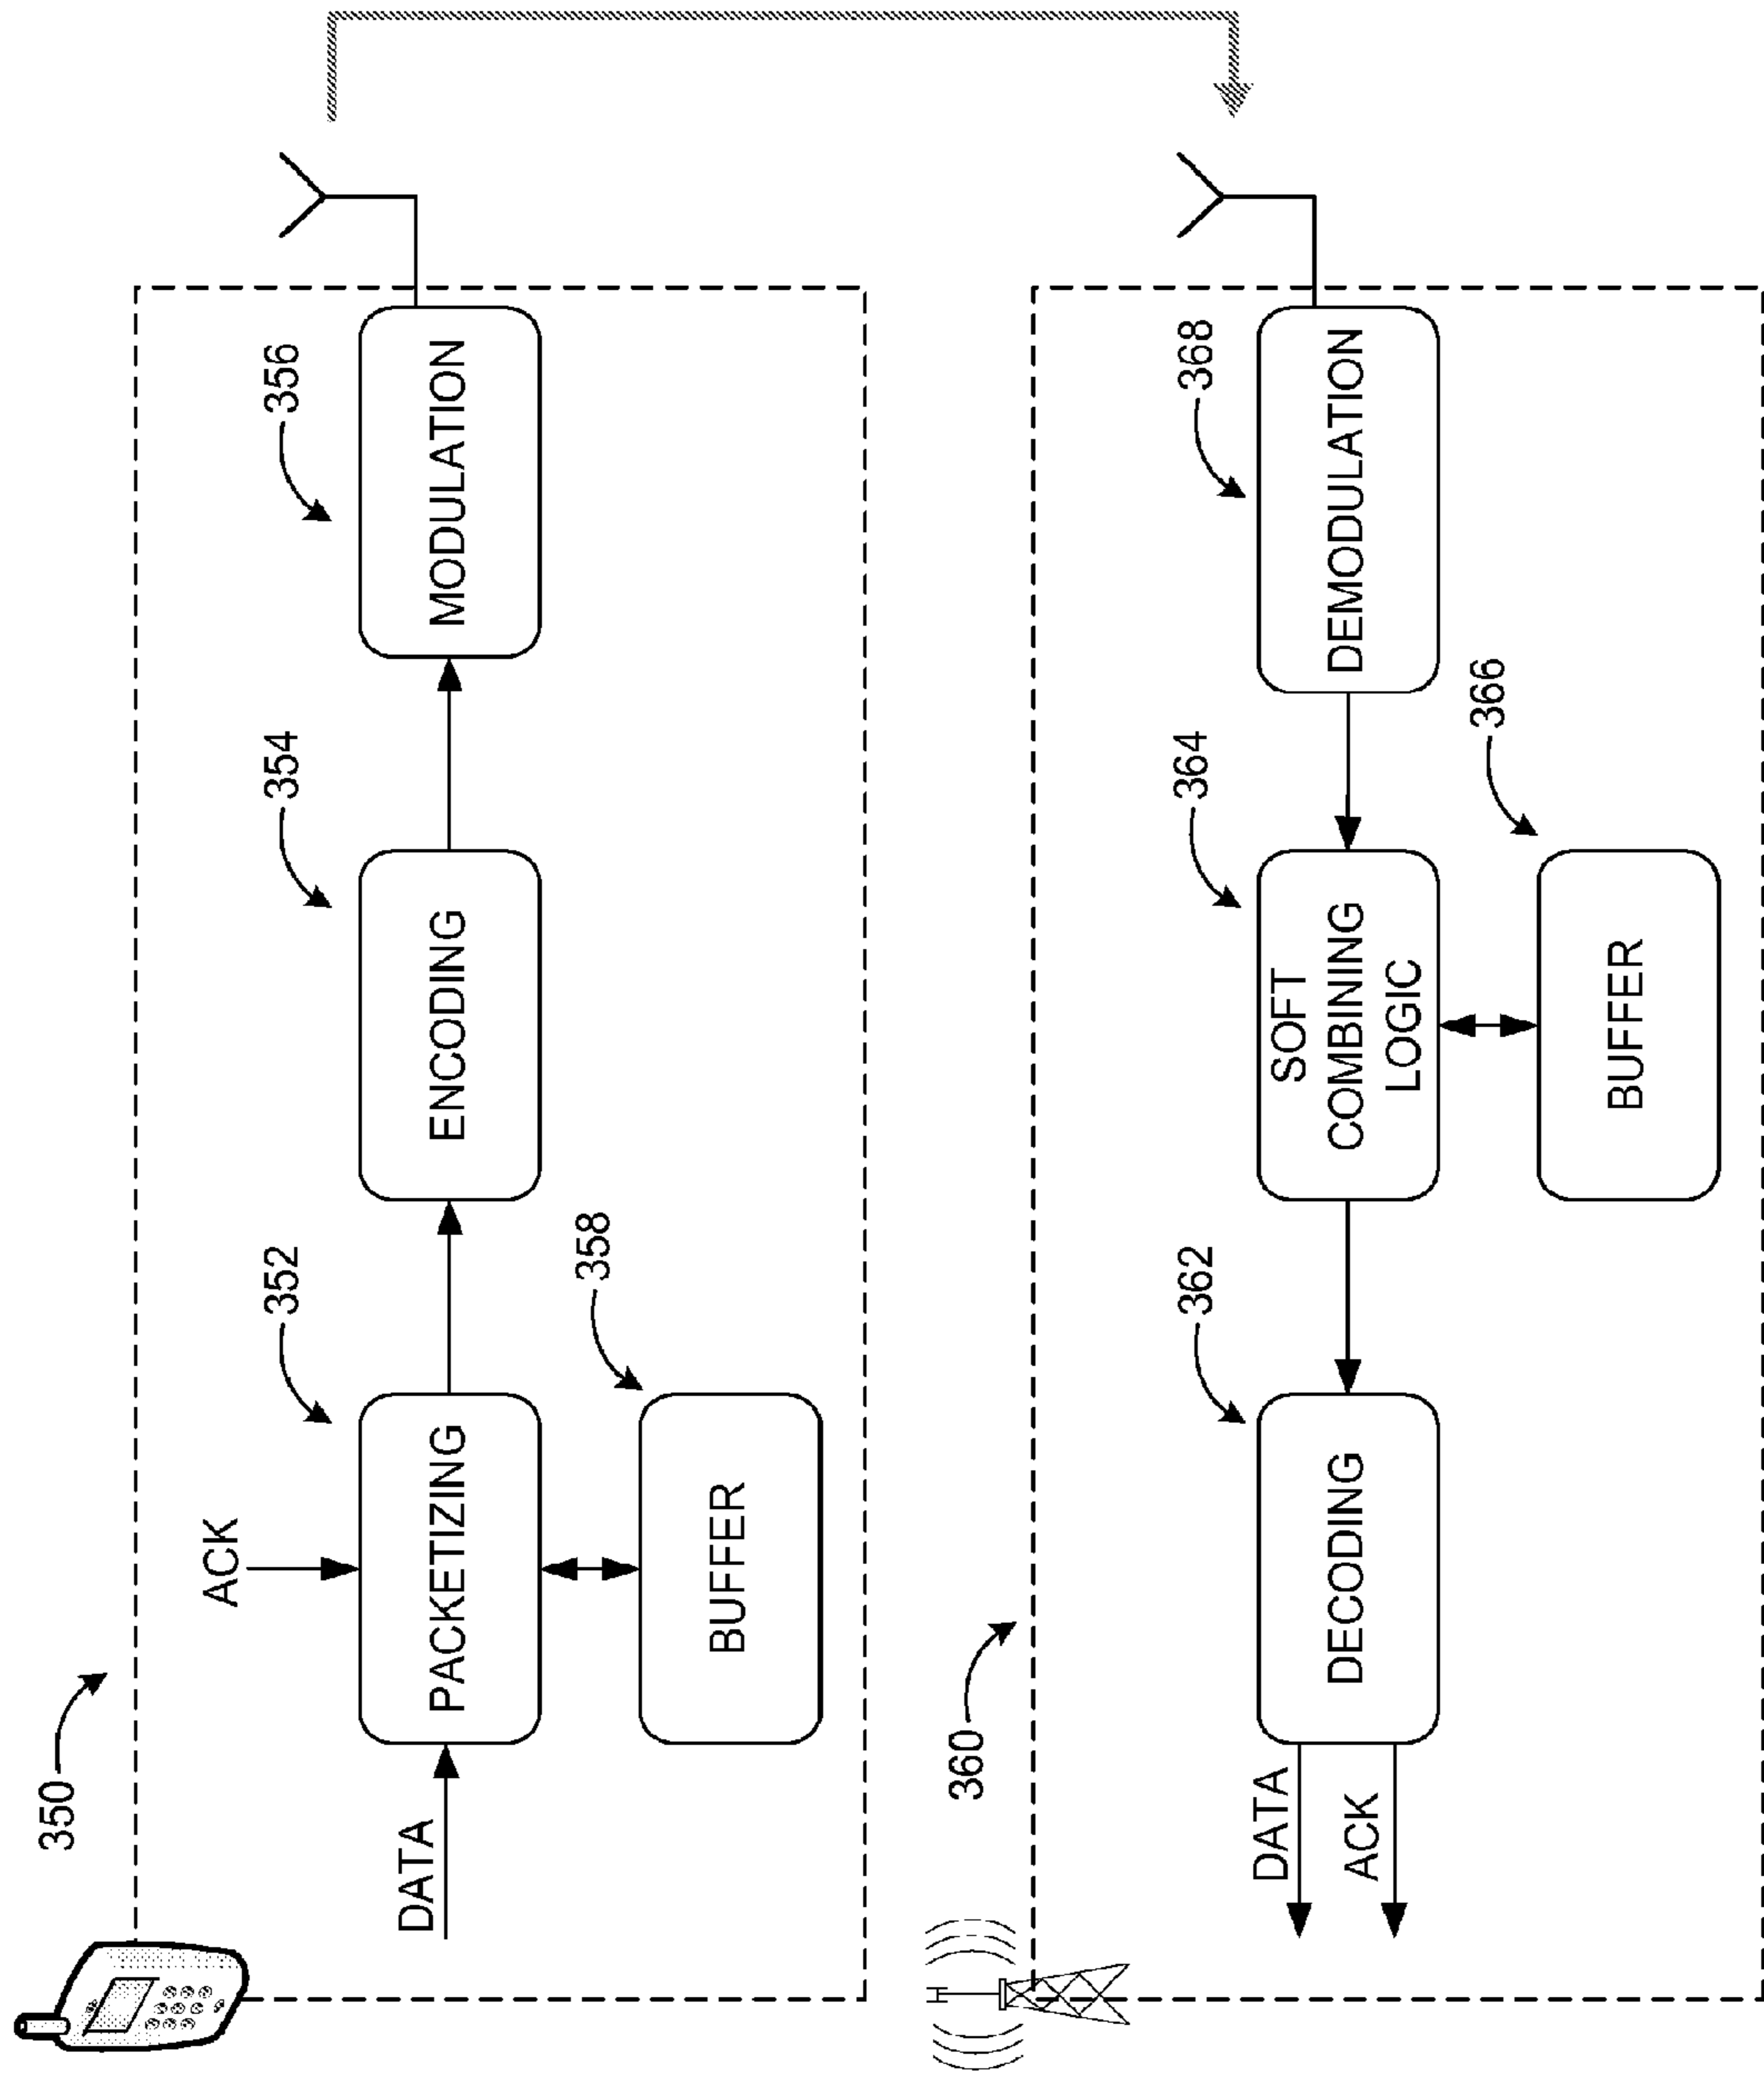 350
ACK
352
354
356
DATA
PACKETIZING
ENCODING
MODULATION
358
BUFFER
360
362
364
368
DATA
ACK
DECODING
SOFT
COMBINING
LOGIC
DEMODULATION
366
BUFFER